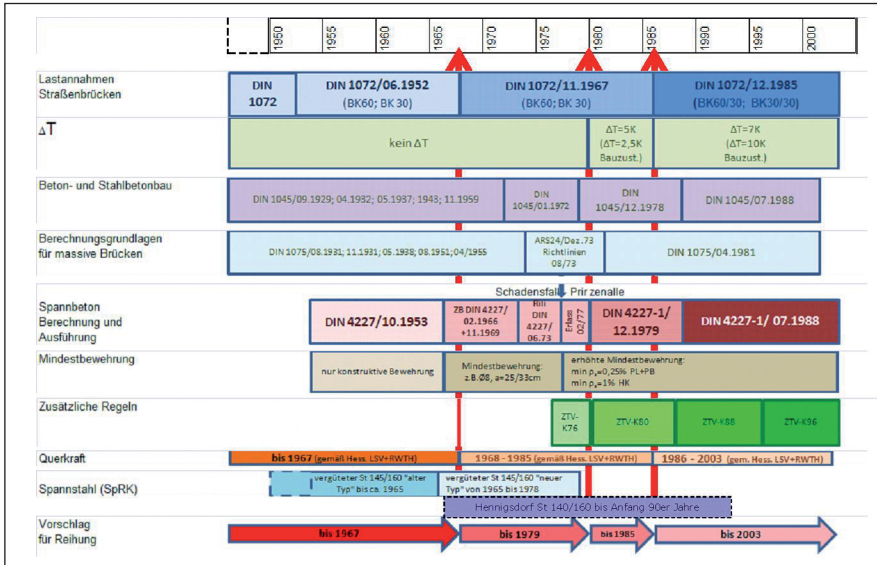 1950
1955
1960
1965
1970
1975
1980
1985
1990
1995
2000
Lastannahmen
Straßenbrücken
DIN
1072
DIN 1072/06.1952
(BK60; BK 30)
DIN 1072/11.1967
(BK60; BK 30)
DIN 1072/12.1985
(BK60/30; BK30/30)
ΔT
kein ΔT
ΔT=5K
(ΔT=2,5K
Bauzust.)
ΔT=7K
(ΔT=10K
Bauzust.)
Beton- und Stahlbetonbau
DIN 1045/09.1929; 04.1932; 05.1937; 1943; 11.1959
DIN
1045/01.1972
DIN
1045/12.1978
DIN 1045/07.1988
Berechnungsgrundlagen
für massive Brücken
DIN 1075/08.1931; 11.1931; 05.1938; 08.1951; 04/1955
ARS24/Dez.73
Richtlinien
08/73
DIN 1075/04.1981
Schadensfall Prinzenalle
Spannbeton
Berechnung und
Ausführung
DIN 4227/10.1953
ZB DIN 4227/
02.1966
+11.1969
Rili
DIN
4227/
06.73
Erlass
02/77
DIN 4227-1/
12.1979
DIN 4227-1/ 07.1988
Mindestbewehrung
nur konstruktive Bewehrung
Mindestbewehrung:
z.B.Ø8, a=25/33cm
erhöhte Mindestbewehrung:
min ρs=0,25% PL+PB
min ρs=1% HK
Zusätzliche Regeln
ZTV-
K76
ZTV-K80
ZTV-K88
ZTV-K96
Querkraft
bis 1967 (gemäß Hess. LSV+RWTH)
1968 - 1985 (gemäß Hess. LSV+RWTH)
1986 - 2003 (gem. Hess. LSV+RWTH)
Spannstahl (SpRK)
vergüteter St 145/160 "alter
Typ" bis ca. 1965
vergüteter St 145/160 "neuer
Typ" von 1965 bis 1978
Hennigsdorf St 140/160 bis Anfang 90er Jahre
Vorschlag
für Reihung
bis 1967
bis 1979
bis 1985
bis 2003